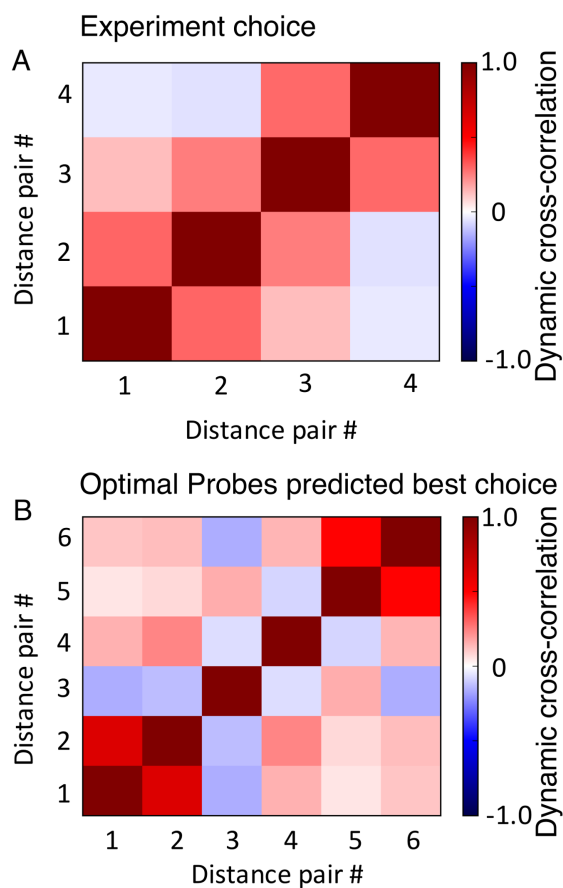 Experiment choice
A
1.0
0
-1.0
Dynamic cross-correlation
4
3
2
1
Distance pair #
1 2 3 4
Distance pair #
Optimal Probes predicted best choice
B
1.0
0
-1.0
Dynamic cross-correlation
6
5
4
3
2
1
Distance pair #
1 2 3 4 5 6
Distance pair #